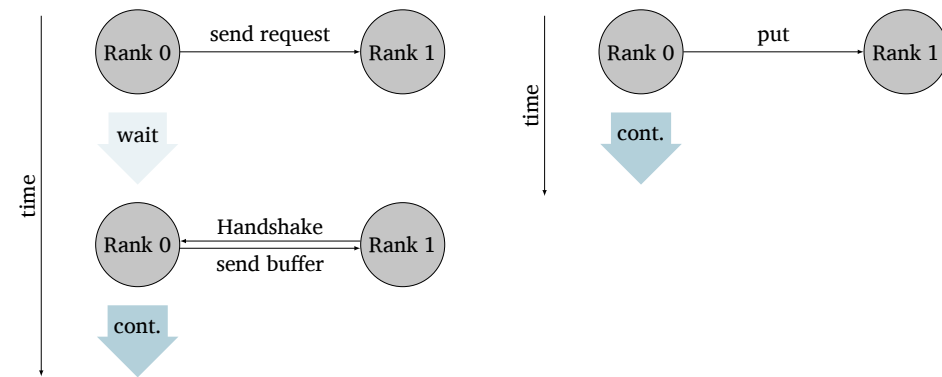 time
Rank 0
send request
Rank 1
wait
Rank 0
Handshake
send buffer
Rank 1
cont.
time
Rank 0
put
Rank 1
cont.